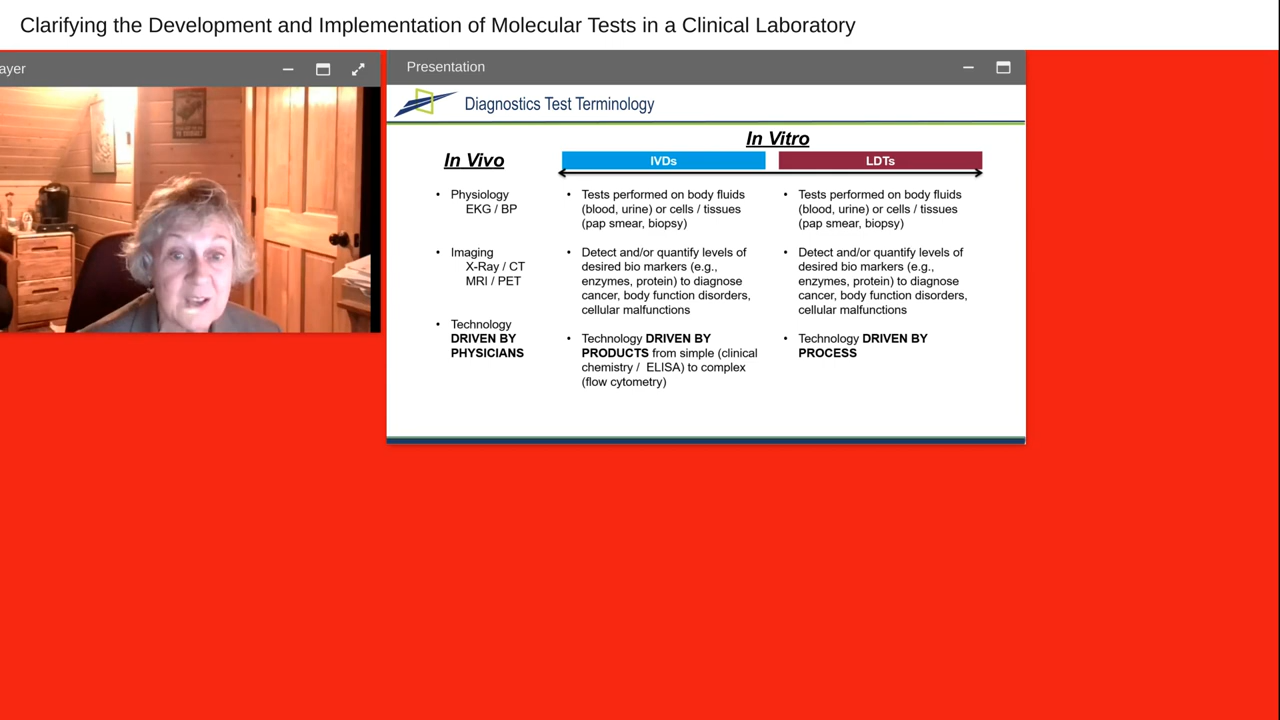 Clarifying the Development and Implementation of Molecular Tests in a Clinical Laboratory
ayer
Presentation
Diagnostics Test Terminology
In Vitro
In Vivo
IVDs
LDTs
• Physiology
EKG / BP
• Imaging
X-Ray / CT
MRI / PET
• Technology
DRIVEN BY
PHYSICIANS
• Tests performed on body fluids
(blood, urine) or cells / tissues
(pap smear, biopsy)
• Detect and/or quantify levels of
desired bio markers (e.g.,
enzymes, protein) to diagnose
cancer, body function disorders,
cellular malfunctions
• Technology DRIVEN BY
PRODUCTS from simple (clinical
chemistry / ELISA) to complex
(flow cytometry)
• Tests performed on body fluids
(blood, urine) or cells / tissues
(pap smear, biopsy)
• Detect and/or quantify levels of
desired bio markers (e.g.,
enzymes, protein) to diagnose
cancer, body function disorders,
cellular malfunctions
• Technology DRIVEN BY
PROCESS